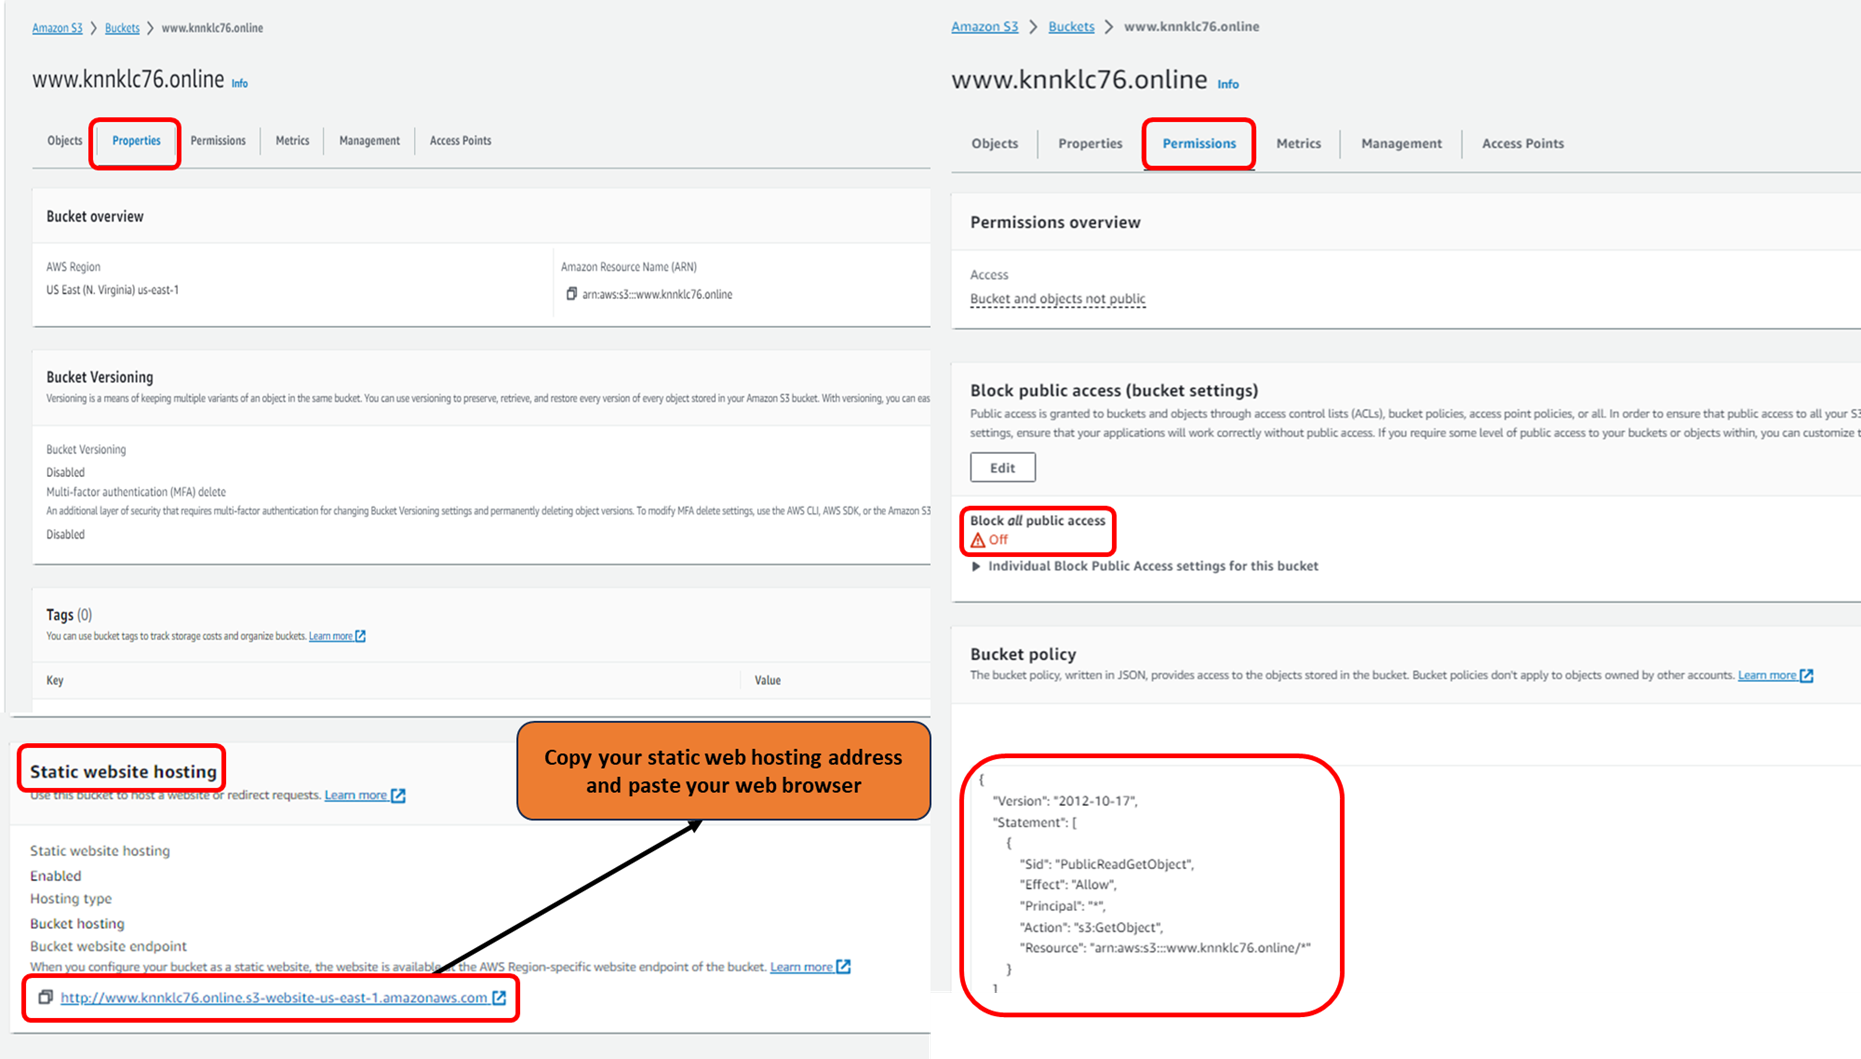 Amazon S3 > Buckets > www.knnklc76.online
www.knnklc76.online Info
Objects Properties Permissions Metrics Management Access Points
Bucket overview
AWS Region
US East (N. Virginia) us-east-1
Amazon Resource Name (ARN)
arn:aws:s3:::www.knnklc76.online
Bucket Versioning
Versioning is a means of keeping multiple variants of an object in the same bucket. You can use versioning to preserve, retrieve, and restore every version of every object stored in your Amazon S3 bucket. With versioning, you can eas
Bucket Versioning
Disabled
Multi-factor authentication (MFA) delete
An additional layer of security that requires multi-factor authentication for changing Bucket Versioning settings and permanently deleting object versions. To modify MFA delete settings, use the AWS CLI, AWS SDK, or the Amazon S3
Disabled
Tags (0)
You can use bucket tags to track storage costs and organize buckets. Learn more
Key Value
Static website hosting
Use this bucket to host a website or redirect requests. Learn more
Copy your static web hosting address
and paste your web browser
Static website hosting
Enabled
Hosting type
Bucket hosting
Bucket website endpoint
When you configure your bucket as a static website, the website is available at the AWS Region-specific website endpoint of the bucket. Learn more
http://www.knnklc76.online.s3-website-us-east-1.amazonaws.com
Amazon S3 > Buckets > www.knnklc76.online
www.knnklc76.online Info
Objects Properties Permissions Metrics Management Access Points
Permissions overview
Access
Bucket and objects not public
Block public access (bucket settings)
Public access is granted to buckets and objects through access control lists (ACLs), bucket policies, access point policies, or all. In order to ensure that public access to all your S3
settings, ensure that your applications will work correctly without public access. If you require some level of public access to your buckets or objects within, you can customize t
Edit
Block all public access
Off
Individual Block Public Access settings for this bucket
Bucket policy
The bucket policy, written in JSON, provides access to the objects stored in the bucket. Bucket policies don't apply to objects owned by other accounts. Learn more
{
"Version": "2012-10-17",
"Statement": [
{
"Sid": "PublicReadGetObject",
"Effect": "Allow",
"Principal": "*",
"Action": "s3:GetObject",
"Resource": "arn:aws:s3:::www.knnklc76.online/*"
}
]